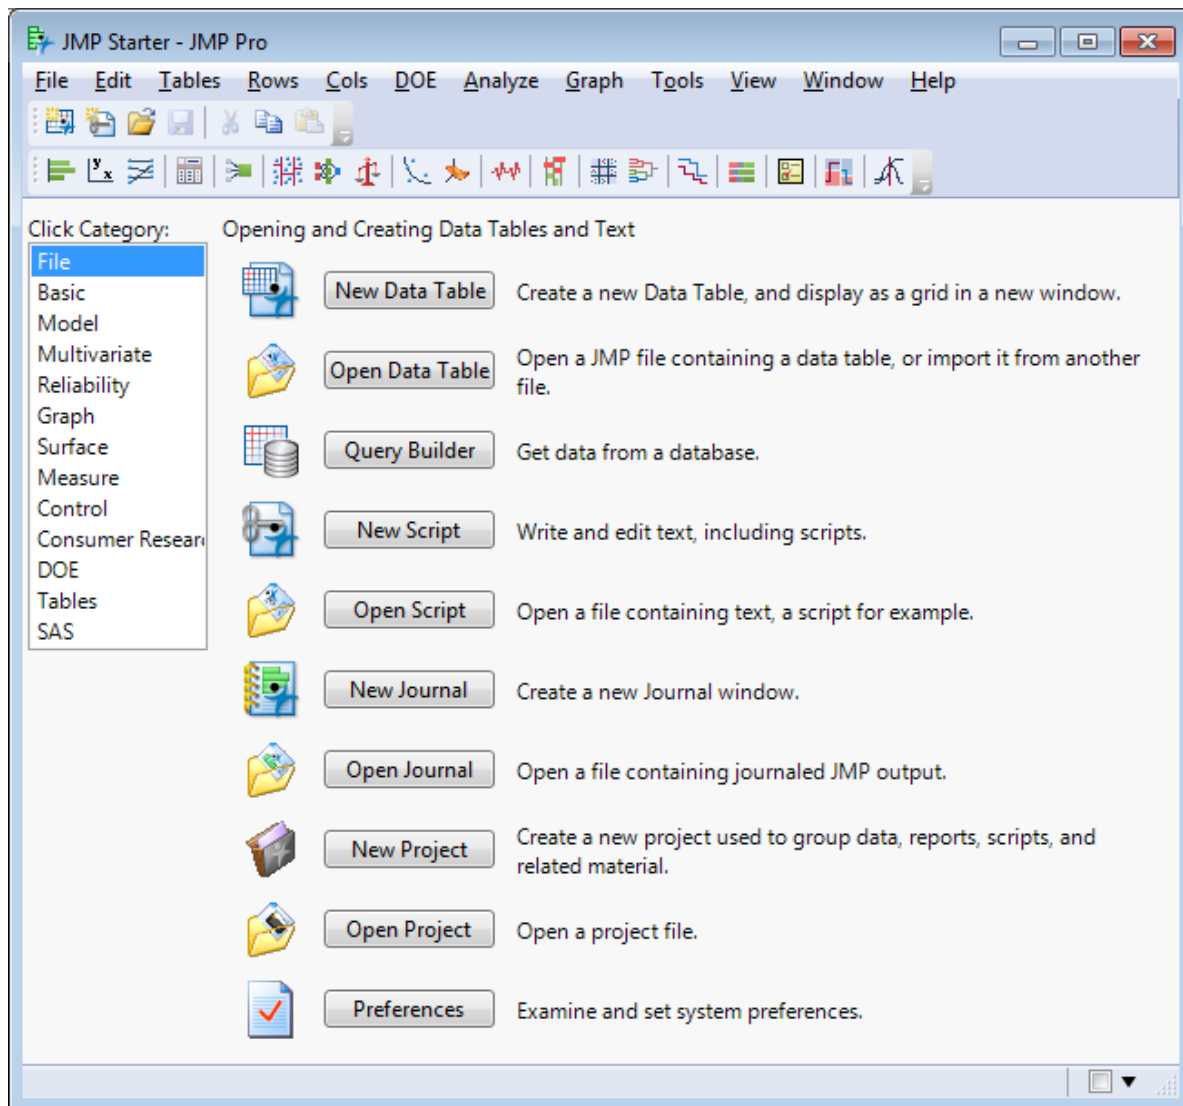 JMP Starter - JMP Pro
File Edit Tables Rows Cols DOE Analyze Graph Tools View Window Help
Click Category:
Opening and Creating Data Tables and Text
File
Basic
Model
Multivariate
Reliability
Graph
Surface
Measure
Control
Consumer Resear
DOE
Tables
SAS
New Data Table
Create a new Data Table, and display as a grid in a new window.
Open Data Table
Open a JMP file containing a data table, or import it from another
file.
Query Builder
Get data from a database.
New Script
Write and edit text, including scripts.
Open Script
Open a file containing text, a script for example.
New Journal
Create a new Journal window.
Open Journal
Open a file containing journaled JMP output.
New Project
Create a new project used to group data, reports, scripts, and
related material.
Open Project
Open a project file.
Preferences
Examine and set system preferences.